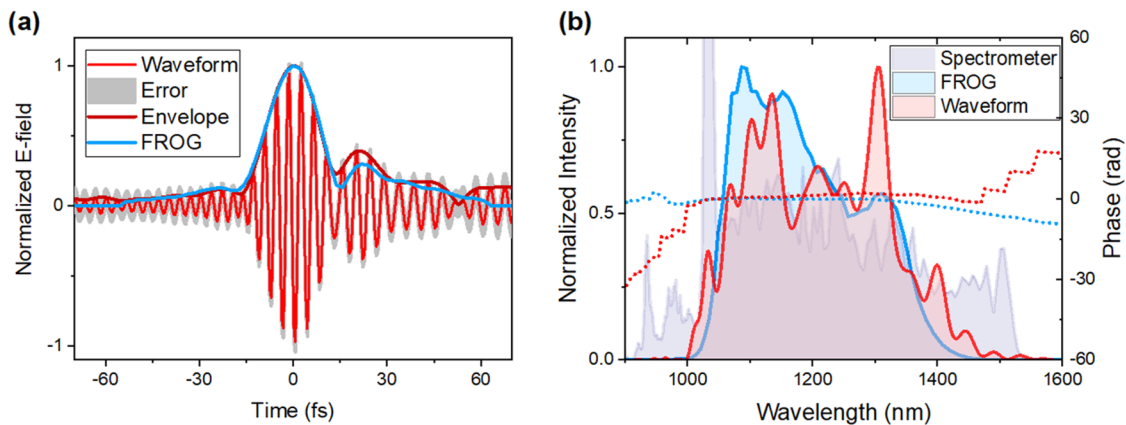 (a)
Normalized E-field
1
0
-1
Waveform
Error
Envelope
FROG
-60
-30
0
30
60
Time (fs)
(b)
Normalized Intensity
1.0
0.5
0.0
Spectrometer
FROG
Waveform
60
30
0
-30
-60
Phase (rad)
1000
1200
1400
1600
Wavelength (nm)